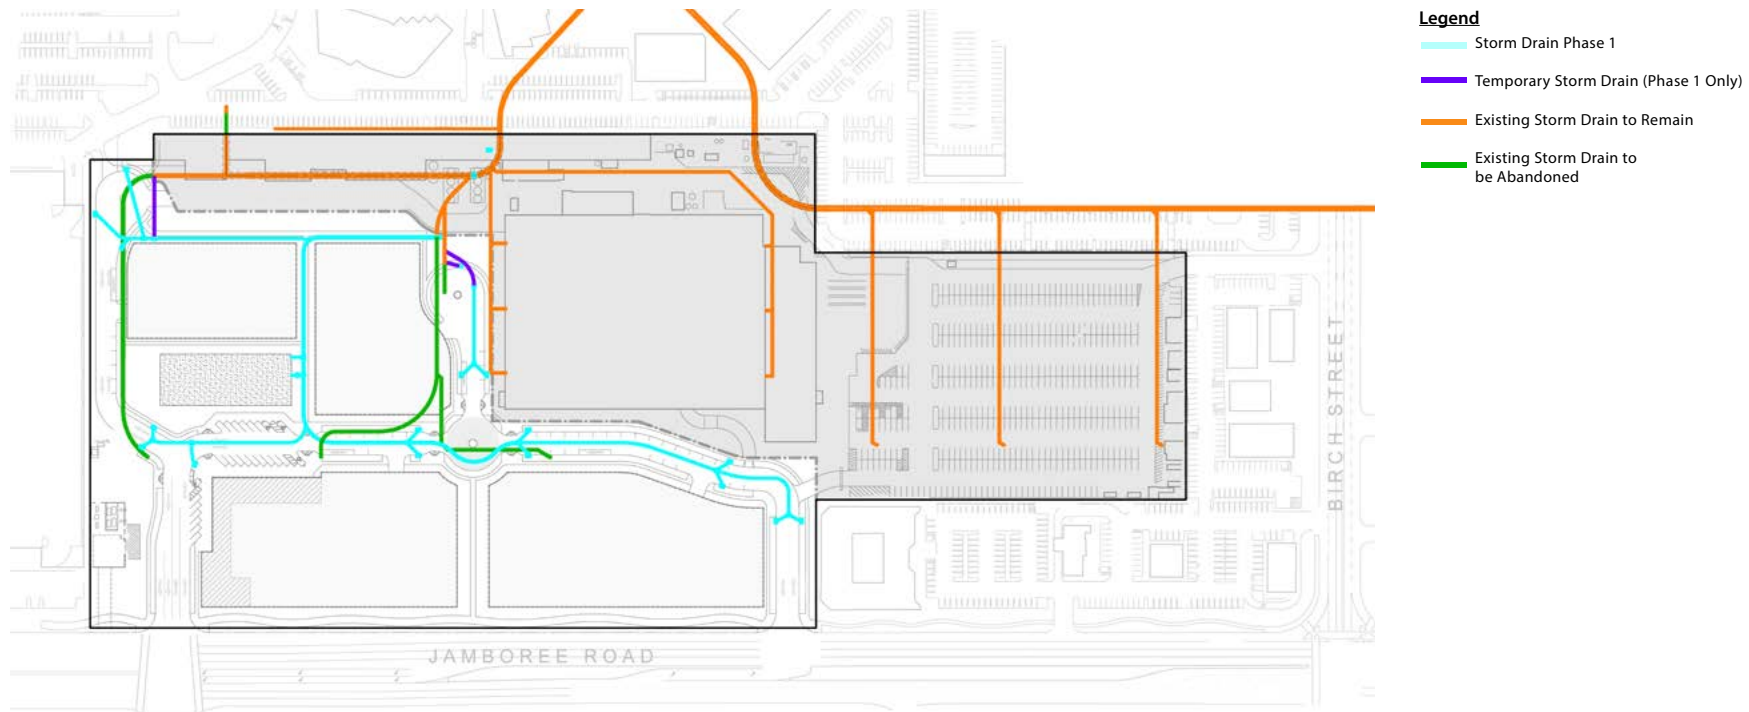 Legend
Storm Drain Phase 1
Temporary Storm Drain (Phase 1 Only)
Existing Storm Drain to Remain
Existing Storm Drain to
be Abandoned
BIRCH STREET
JAMBOREE ROAD